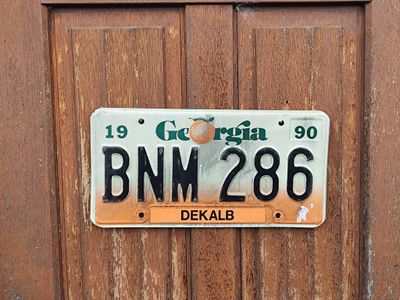 19 Georgia 90
BNM 286
DEKALB